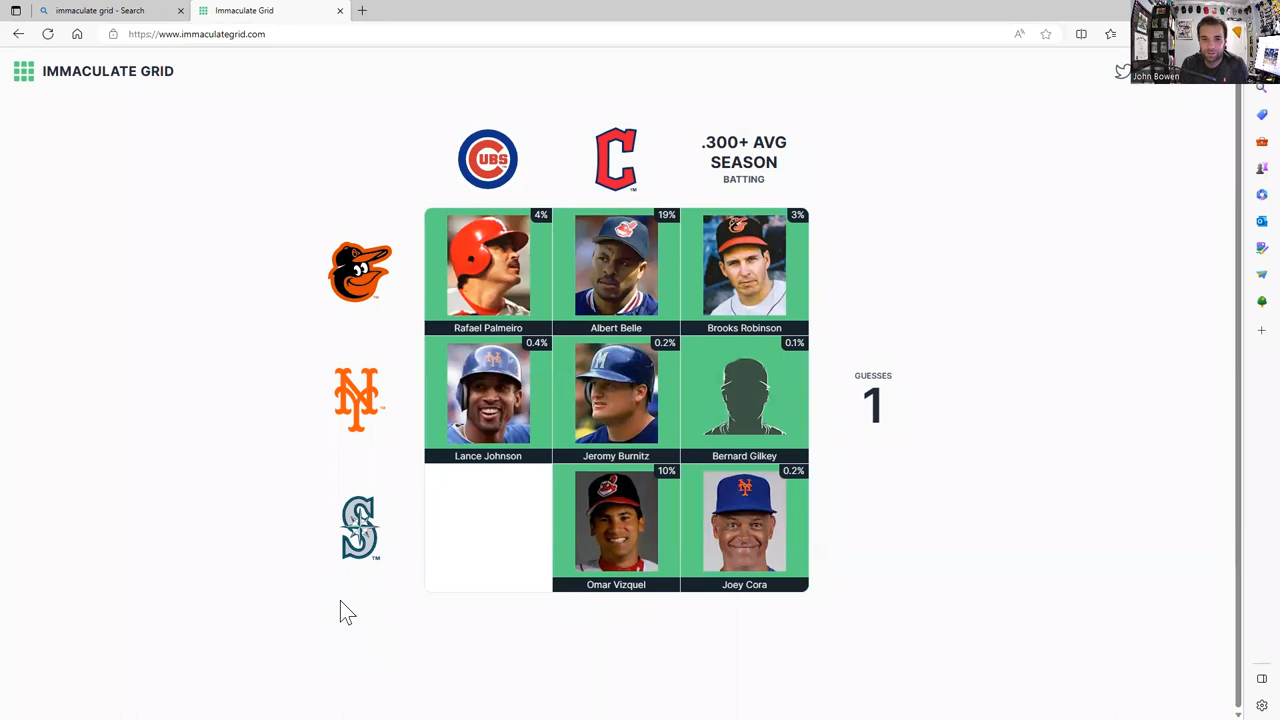 immaculate grid - Search
Immaculate Grid
https://www.immaculategrid.com
John Bowen
IMMACULATE GRID
CUBS
C
.300+ AVG
SEASON
BATTING
4%
19%
3%
Rafael Palmeiro
Albert Belle
Brooks Robinson
0.4%
0.2%
0.1%
NY
M
GUESSES
1
Lance Johnson
Jeromy Burnitz
Bernard Gilkey
10%
0.2%
S
NY
Omar Vizquel
Joey Cora